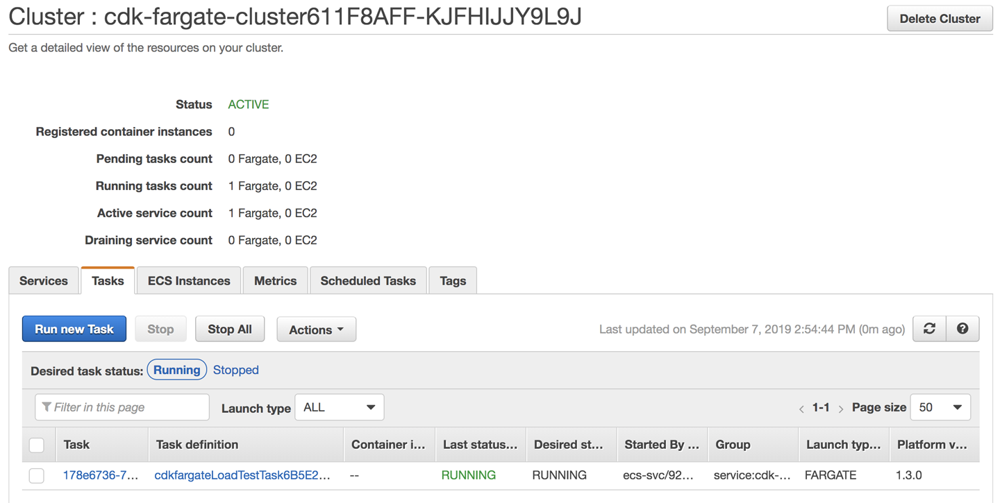 Cluster : cdk-fargate-cluster611F8AFF-KJFHIJJY9L9J
Delete Cluster
Get a detailed view of the resources on your cluster.
Status ACTIVE
Registered container instances 0
Pending tasks count 0 Fargate, 0 EC2
Running tasks count 1 Fargate, 0 EC2
Active service count 1 Fargate, 0 EC2
Draining service count 0 Fargate, 0 EC2
Services Tasks ECS Instances Metrics Scheduled Tasks Tags
Run new Task Stop Stop All Actions Last updated on September 7, 2019 2:54:44 PM (0m ago)
Desired task status: Running Stopped
Filter in this page Launch type ALL < 1-1 > Page size 50
Task Task definition Container i... Last status... Desired st... Started By ... Group Launch typ... Platform v...
178e6736-7... cdkfargateLoadTestTask6B5E2... -- RUNNING RUNNING ecs-svc/92... service:cdk-... FARGATE 1.3.0